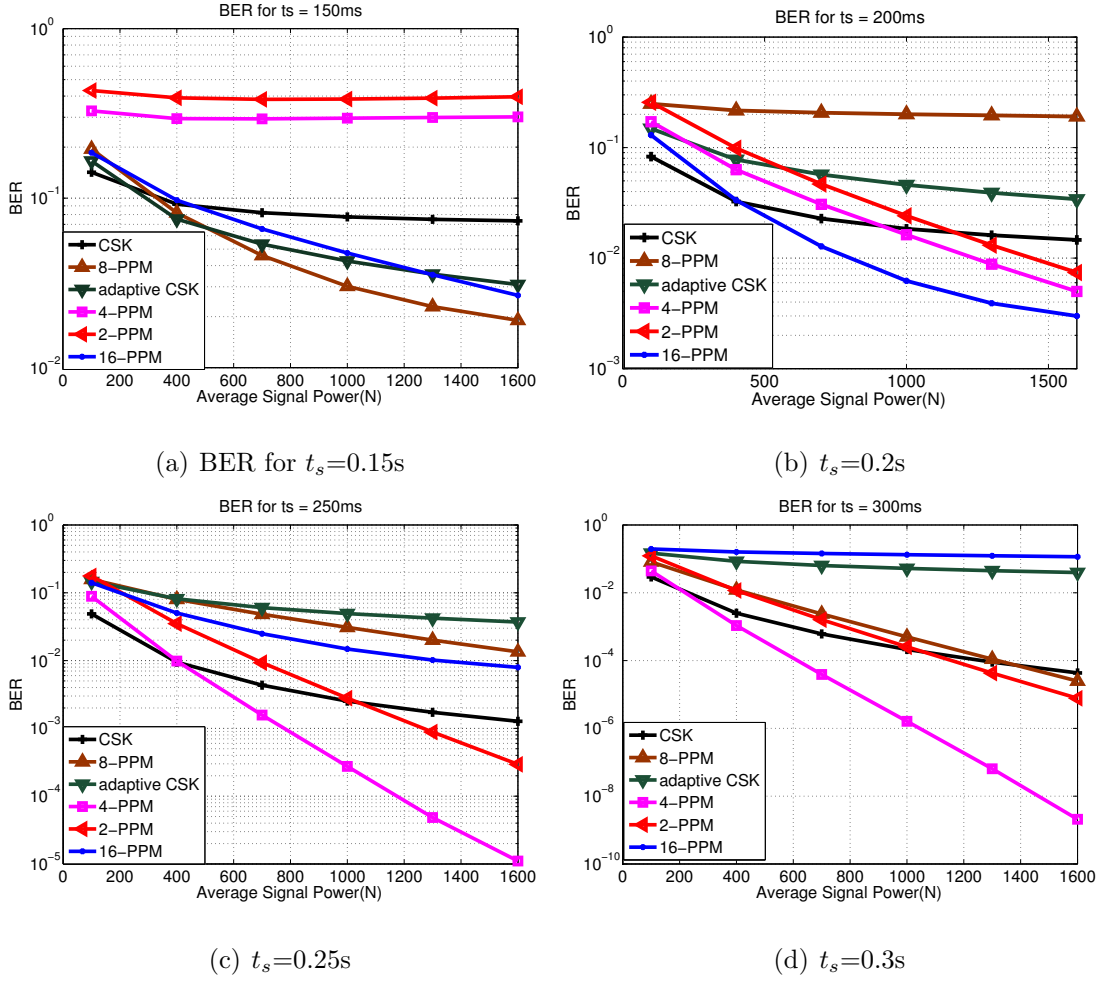 BER for ts = 150ms
10^0
10^-1
10^-2
BER
0 200 400 600 800 1000 1200 1400 1600
Average Signal Power(N)
CSK
8−PPM
adaptive CSK
4−PPM
2−PPM
16−PPM
(a) BER for t_s=0.15s
BER for ts = 200ms
10^0
10^-1
10^-2
10^-3
BER
0 500 1000 1500
Average Signal Power(N)
CSK
8−PPM
adaptive CSK
4−PPM
2−PPM
16−PPM
(b) t_s=0.2s
BER for ts = 250ms
10^0
10^-1
10^-2
10^-3
10^-4
10^-5
BER
0 200 400 600 800 1000 1200 1400 1600
Average Signal Power(N)
CSK
8−PPM
adaptive CSK
4−PPM
2−PPM
16−PPM
(c) t_s=0.25s
BER for ts = 300ms
10^0
10^-2
10^-4
10^-6
10^-8
10^-10
BER
0 200 400 600 800 1000 1200 1400 1600
Average Signal Power(N)
CSK
8−PPM
adaptive CSK
4−PPM
2−PPM
16−PPM
(d) t_s=0.3s